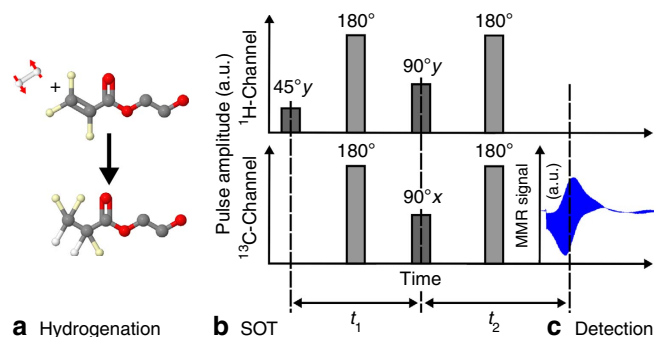 +
180°
180°
45°y
90°y
¹H-Channel
Pulse amplitude (a.u.)
180°
180°
90°x
¹³C-Channel
MMR signal
(a.u.)
Time
t₁
t₂
a Hydrogenation
b SOT
c Detection